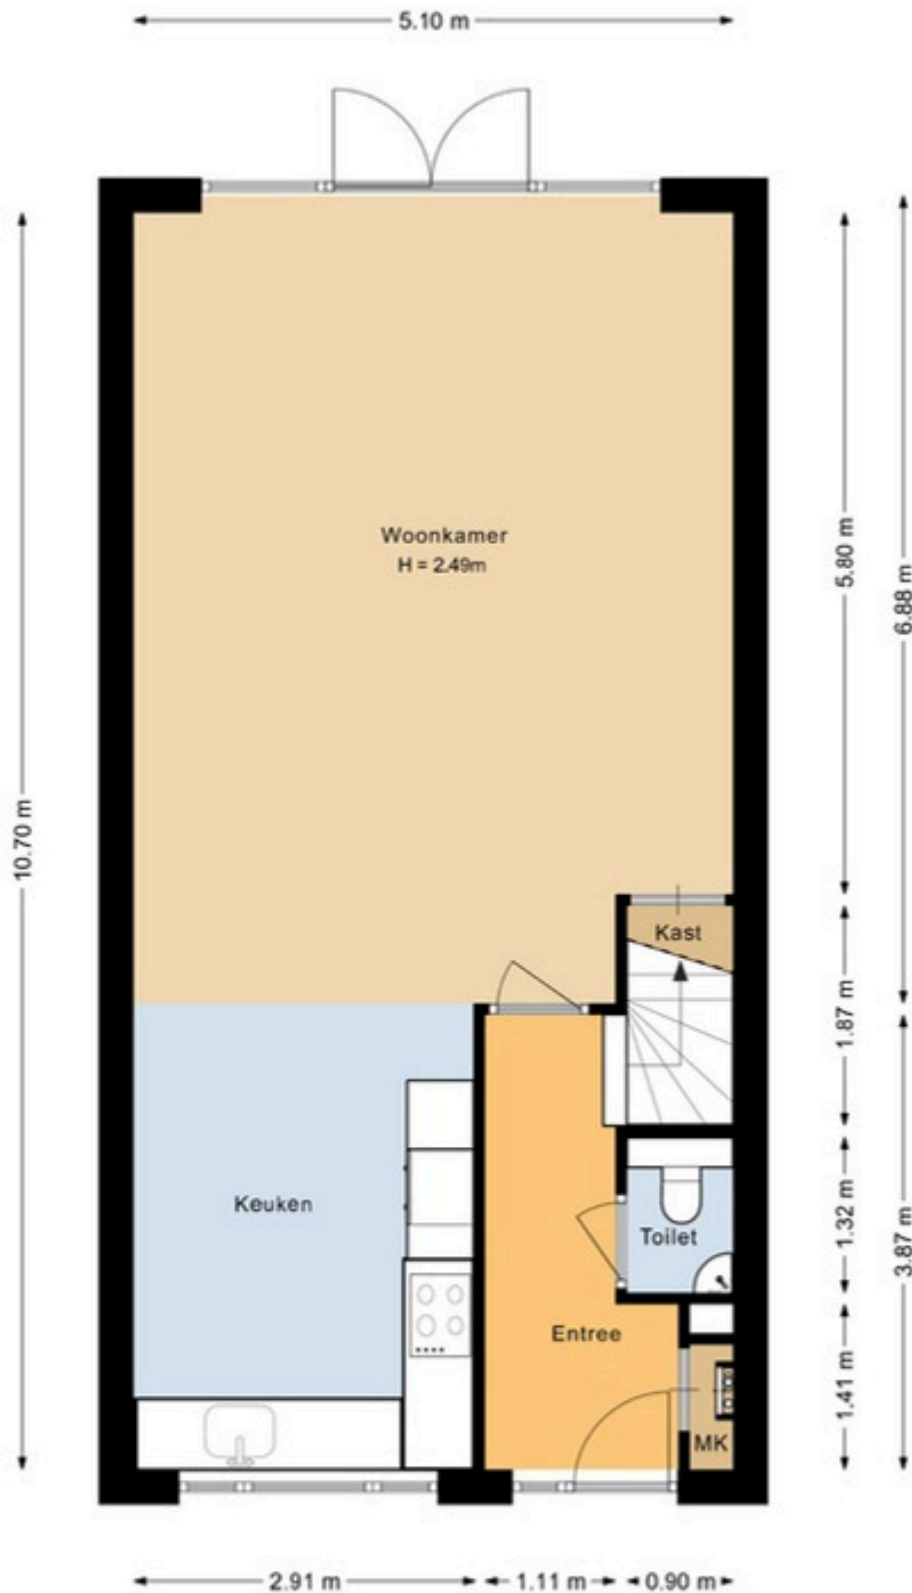 5.10 m
10.70 m
Woonkamer
H = 2.49m
5.80 m
6.88 m
Kast
1.87 m
Keuken
Toilet
1.32 m
3.87 m
Entree
1.41 m
MK
2.91 m
1.11 m
0.90 m